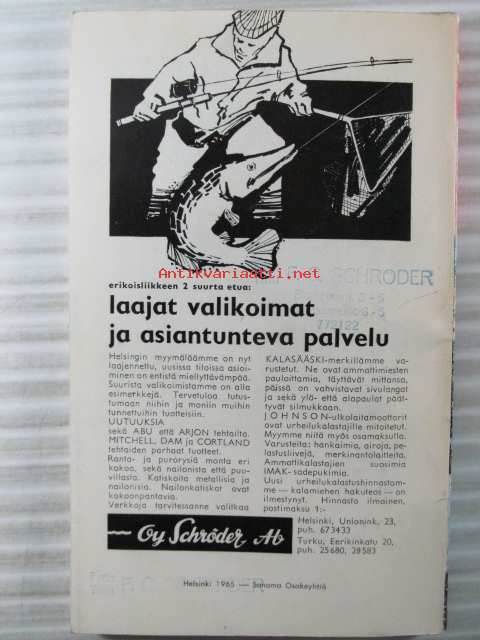 Antikvariaatti.net
SCHRODER
772122
erikoisliikkeen 2 suurta etua:
laajat valikoimat
ja asiantunteva palvelu
Helsingin myymäläämme on nyt
laajennettu, uusissa tiloissa asioi-
minen on entistä miellyttävämpää.
Suurista valikoimistamme on alla
esimerkkejä. Tervetuloa tutus-
tumaan niihin ja moniin muihin
tunnettuihin tuotteisiin.
UUTUUKSIA
sekä ABU että ARJON tehtailta.
MITCHELL, DAM ja CORTLAND
tehtaiden parhaat tuotteet.
Ranta- ja purorysiä monta eri
kokoa, sekä nailonista että puu-
villasta. Katiskoita metallisia ja
nailonisia. Nailonkatiskat ovat
kokoonpantavia.
Verkkoja tarvitessanne valitkaa
KALASÄÄSKI-merkillämme va-
rustetut. Ne ovat ammattimiesten
pauloittamia, täyttävät mittansa,
päissä on vahvistavat sivulangat
ja sekä ylä- että alapaulat päät-
tyvät silmukkaan.
JOHNSON-ulkolaitamoottorit
ovat urheilukalastajille mitoitetut.
Myymme niitä myös osamaksulla.
Varusteita: hankaimia, airoja, pe-
lastusliivejä, merkinantolaitteita.
Ammattikalastajien suosimia
IMAK-sadepukimia.
Uusi urheilukalastushinnastom-
me — kalamiehen hakuteos — on
ilmestynyt. Hinnasto ilmainen,
postimaksu 1:-
Oy Schröder Ab
Helsinki, Unionink, 23,
puh. 673433
Turku, Eerikinkatu 20,
puh. 25680, 28583
Helsinki 1965 — Sanoma Osakeyhtiö